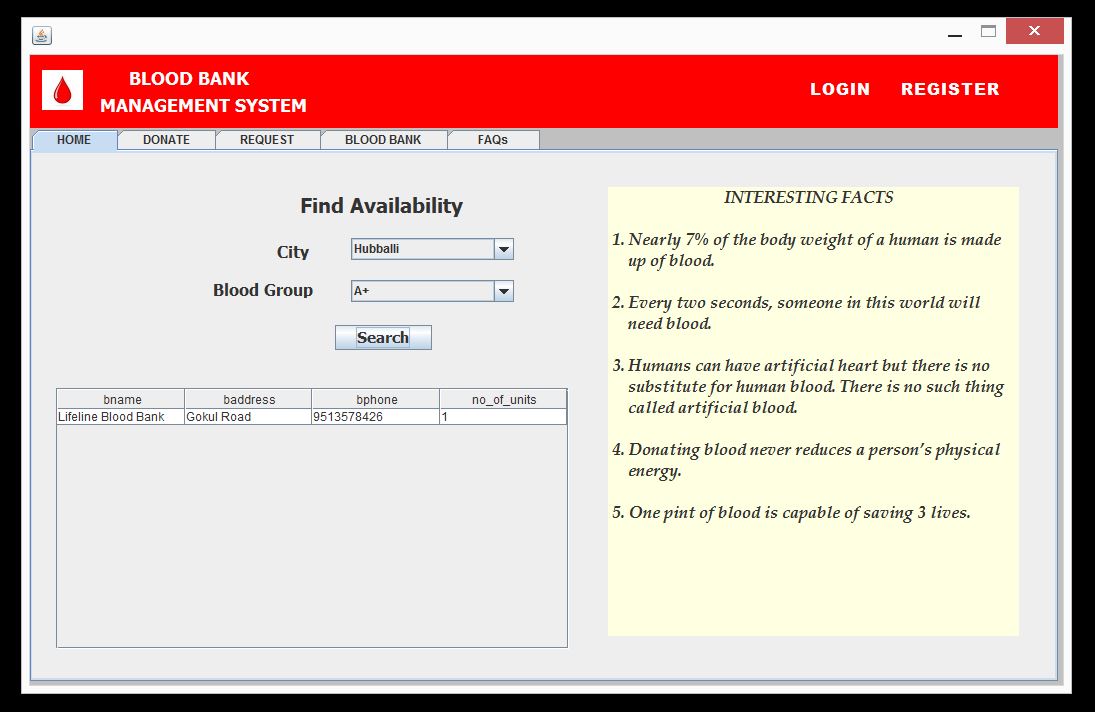 BLOOD BANK
MANAGEMENT SYSTEM
LOGIN REGISTER
HOME DONATE REQUEST BLOOD BANK FAQs
Find Availability
City Hubballi
Blood Group A+
Search
bname baddress bphone no_of_units
Lifeline Blood Bank Gokul Road 9513578426 1
INTERESTING FACTS
1. Nearly 7% of the body weight of a human is made
up of blood.
2. Every two seconds, someone in this world will
need blood.
3. Humans can have artificial heart but there is no
substitute for human blood. There is no such thing
called artificial blood.
4. Donating blood never reduces a person's physical
energy.
5. One pint of blood is capable of saving 3 lives.